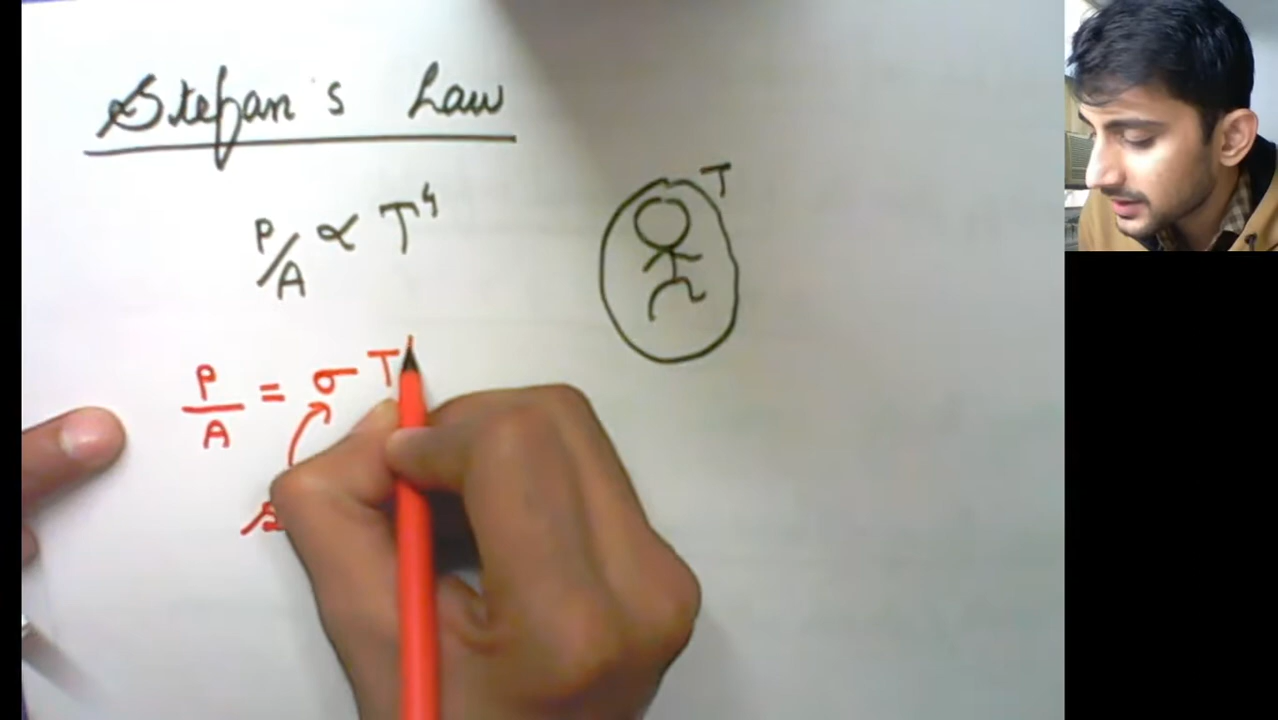 Stefan's Law
T
P/A ∝ T⁴
P/A = σ T